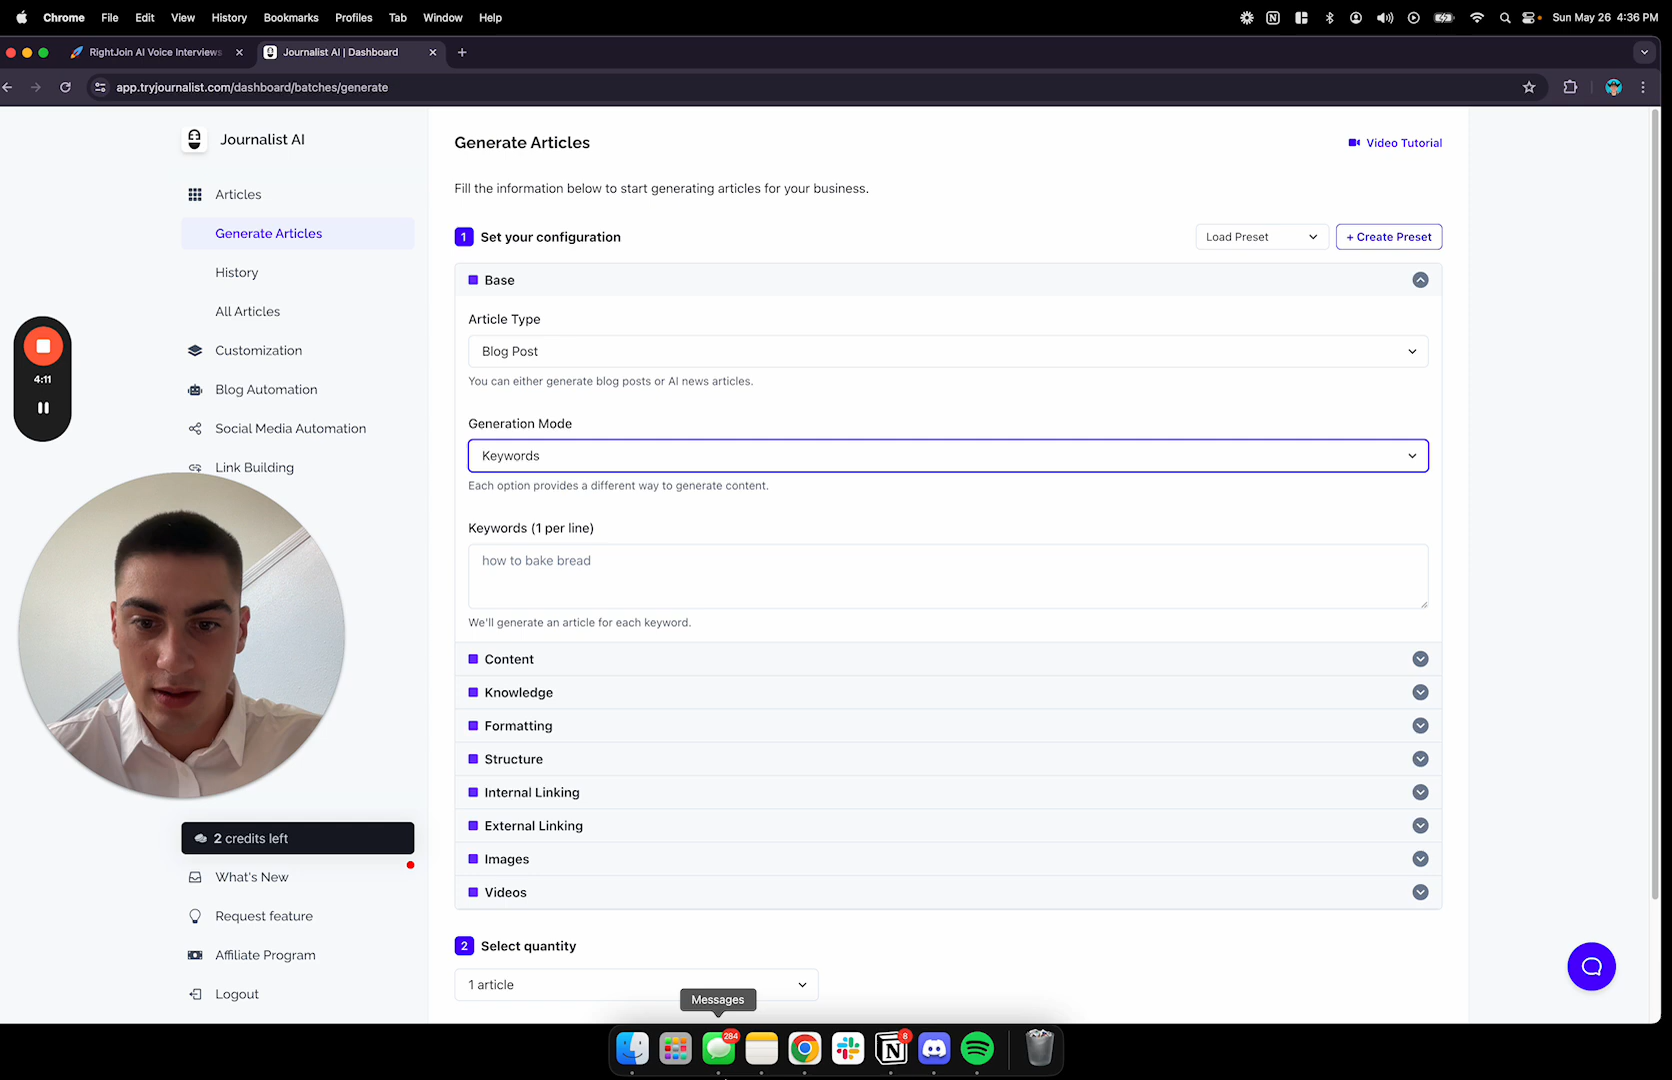 Chrome File Edit View History Bookmarks Profiles Tab Window Help
Sun May 26 4:36 PM
RightJoin AI Voice Interviews
Journalist AI | Dashboard
app.tryjournalist.com/dashboard/batches/generate
Journalist AI
Articles
Generate Articles
History
All Articles
Customization
Blog Automation
Social Media Automation
Link Building
4:11
2 credits left
What's New
Request feature
Affiliate Program
Logout
Generate Articles
Video Tutorial
Fill the information below to start generating articles for your business.
1 Set your configuration
Load Preset
+ Create Preset
Base
Article Type
Blog Post
You can either generate blog posts or AI news articles.
Generation Mode
Keywords
Each option provides a different way to generate content.
Keywords (1 per line)
how to bake bread
We'll generate an article for each keyword.
Content
Knowledge
Formatting
Structure
Internal Linking
External Linking
Images
Videos
2 Select quantity
1 article
Messages
284
8